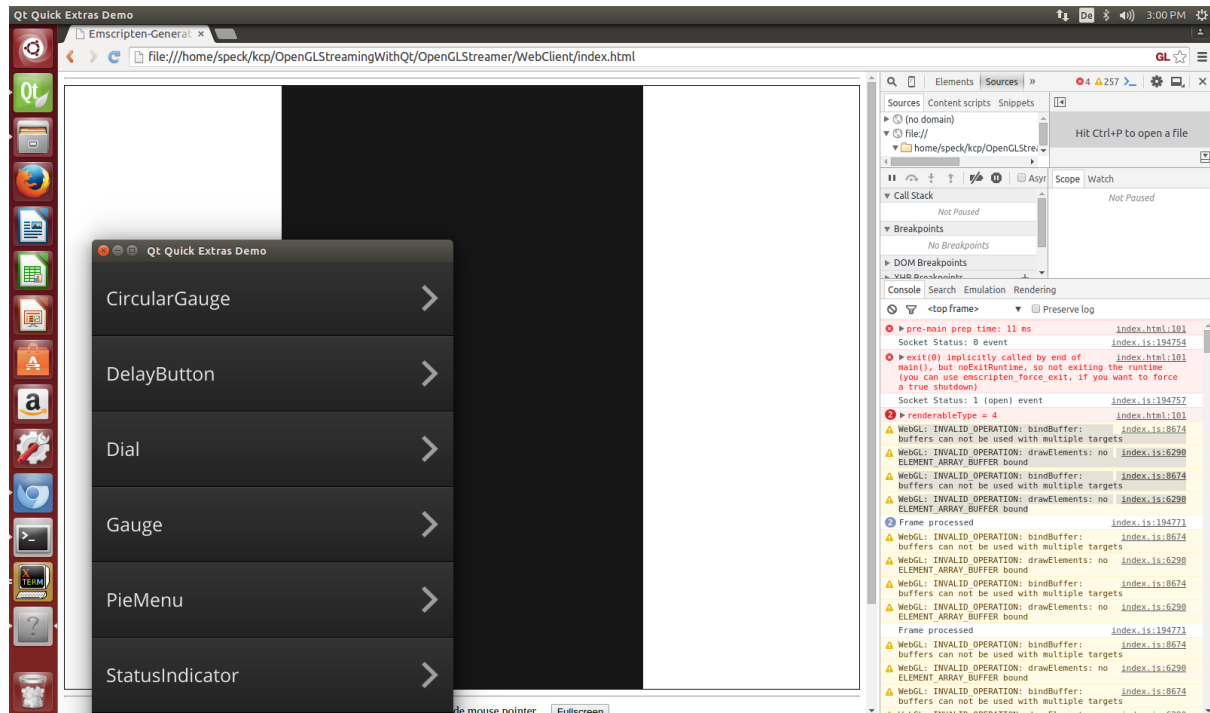 Qt Quick Extras Demo
De
3:00 PM
Emscripten-Generat ×
file:///home/speck/kcp/OpenGLStreamingWithQt/OpenGLStreamer/WebClient/index.html
GL
Elements Sources » 4 257
Sources Content scripts Snippets
(no domain)
file://
home/speck/kcp/OpenGLStrea
Hit Ctrl+P to open a file
Asyn
Scope Watch
Call Stack
Not Paused
Not Paused
Breakpoints
No Breakpoints
DOM Breakpoints
XHR Breakpoints +
Console Search Emulation Rendering
<top frame> Preserve log
pre-main prep time: 11 ms index.html:101
Socket Status: 0 event index.js:194754
exit(0) implicitly called by end of index.html:101
main(), but noExitRuntime, so not exiting the runtime
(you can use emscripten_force_exit, if you want to force
a true shutdown)
Socket Status: 1 (open) event index.js:194757
2 renderableType = 4 index.html:101
WebGL: INVALID_OPERATION: bindBuffer: index.js:8674
buffers can not be used with multiple targets
WebGL: INVALID_OPERATION: drawElements: no index.js:6290
ELEMENT_ARRAY_BUFFER bound
WebGL: INVALID_OPERATION: bindBuffer: index.js:8674
buffers can not be used with multiple targets
WebGL: INVALID_OPERATION: drawElements: no index.js:6290
ELEMENT_ARRAY_BUFFER bound
2 Frame processed index.js:194771
WebGL: INVALID_OPERATION: bindBuffer: index.js:8674
buffers can not be used with multiple targets
WebGL: INVALID_OPERATION: drawElements: no index.js:6290
ELEMENT_ARRAY_BUFFER bound
WebGL: INVALID_OPERATION: bindBuffer: index.js:8674
buffers can not be used with multiple targets
WebGL: INVALID_OPERATION: drawElements: no index.js:6290
ELEMENT_ARRAY_BUFFER bound
Frame processed index.js:194771
WebGL: INVALID_OPERATION: bindBuffer: index.js:8674
buffers can not be used with multiple targets
WebGL: INVALID_OPERATION: drawElements: no index.js:6290
ELEMENT_ARRAY_BUFFER bound
WebGL: INVALID_OPERATION: bindBuffer: index.js:8674
buffers can not be used with multiple targets
Qt Quick Extras Demo
CircularGauge
DelayButton
Dial
Gauge
PieMenu
StatusIndicator
de mouse pointer Fullscreen
Qt
A
a
>_
X
TERM
?